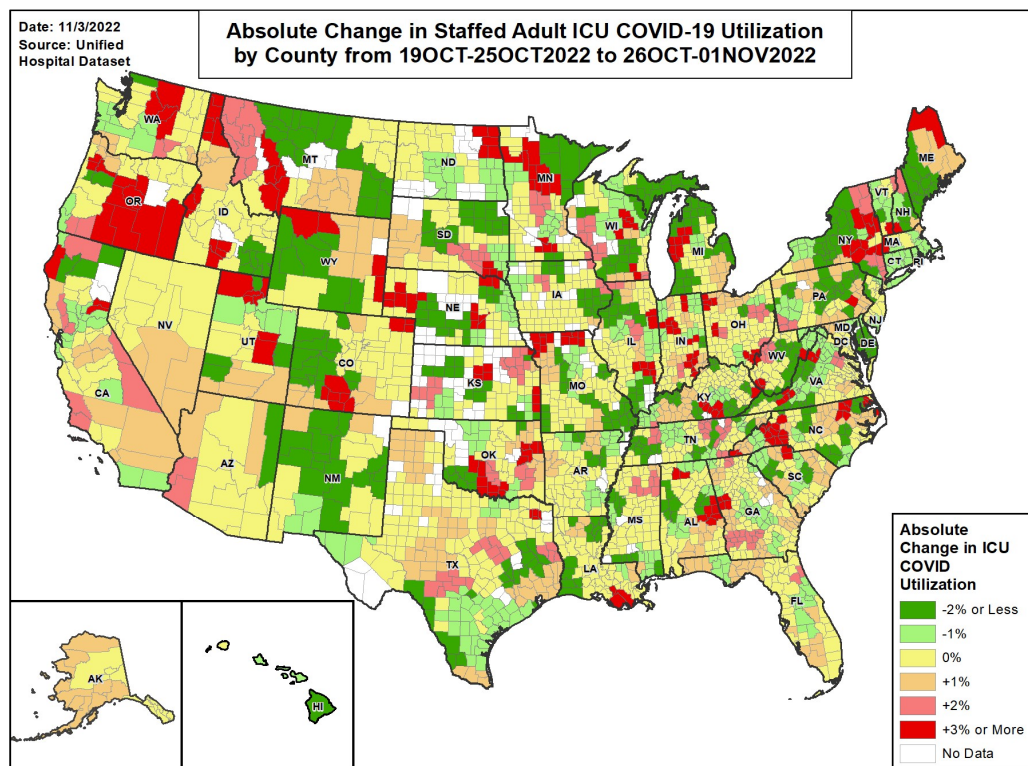 Date: 11/3/2022
Source: Unified
Hospital Dataset
Absolute Change in Staffed Adult ICU COVID-19 Utilization
by County from 19OCT-25OCT2022 to 26OCT-01NOV2022
WA
MT
ND
MN
ME
OR
ID
WY
SD
WI
MI
VT
NH
NY
MA
CT
RI
NV
UT
CO
NE
IA
IL
IN
OH
PA
NJ
MD
DC
DE
WV
VA
CA
KS
MO
KY
NC
TN
AZ
NM
OK
AR
SC
MS
AL
GA
TX
LA
FL
AK
HI
Absolute
Change in ICU
COVID
Utilization
-2% or Less
-1%
0%
+1%
+2%
+3% or More
No Data